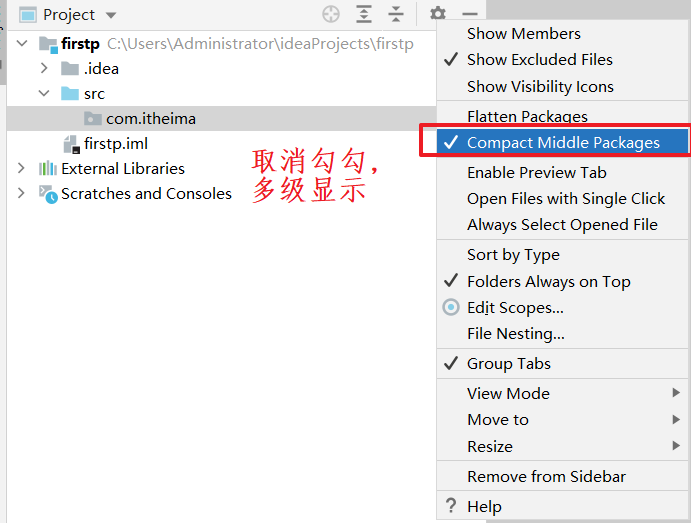 Project
firstp C:\Users\Administrator\ideaProjects\firstp
.idea
src
com.itheima
firstp.iml
External Libraries
Scratches and Consoles
取消勾勾，
多级显示
Show Members
Show Excluded Files
Show Visibility Icons
Flatten Packages
Compact Middle Packages
Enable Preview Tab
Open Files with Single Click
Always Select Opened File
Sort by Type
Folders Always on Top
Edit Scopes...
File Nesting...
Group Tabs
View Mode
Move to
Resize
Remove from Sidebar
? Help